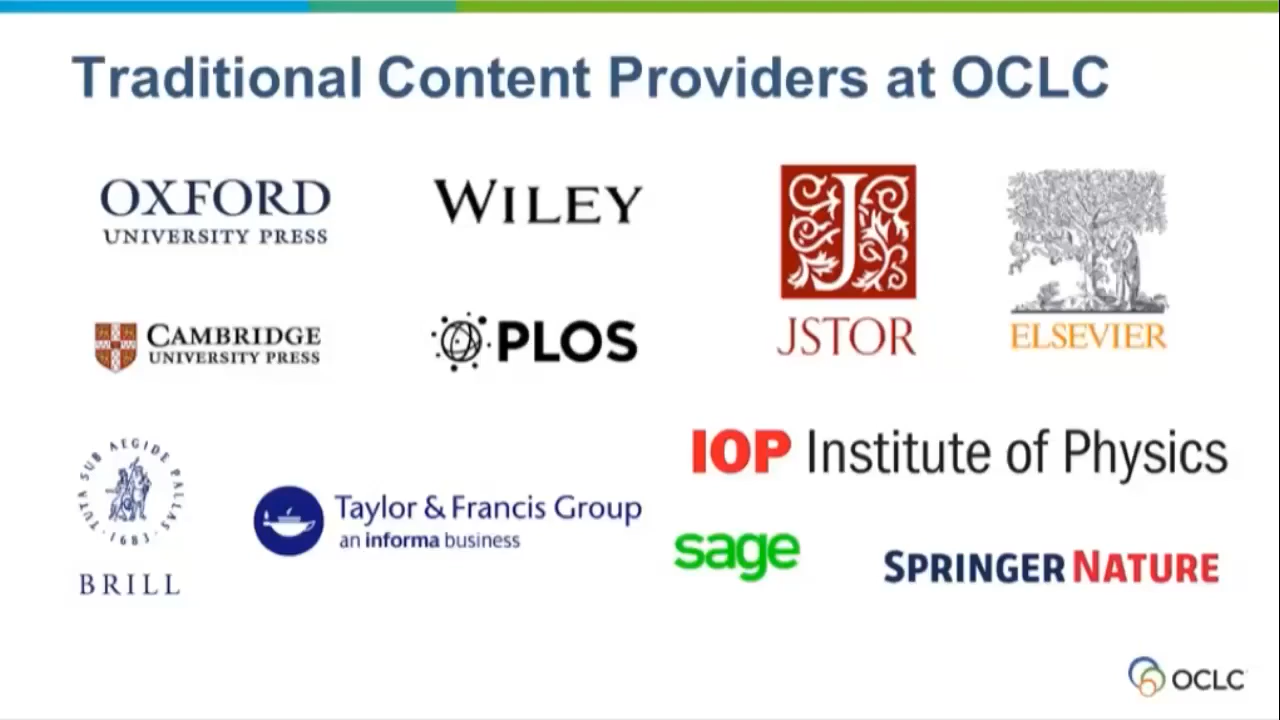 Traditional Content Providers at OCLC
OXFORD
UNIVERSITY PRESS
WILEY
JSTOR
ELSEVIER
CAMBRIDGE
UNIVERSITY PRESS
PLOS
TUTA SUB AEGIDE PALLAS
· 1683 ·
BRILL
Taylor & Francis Group
an informa business
IOP Institute of Physics
sage
SPRINGER NATURE
OCLC